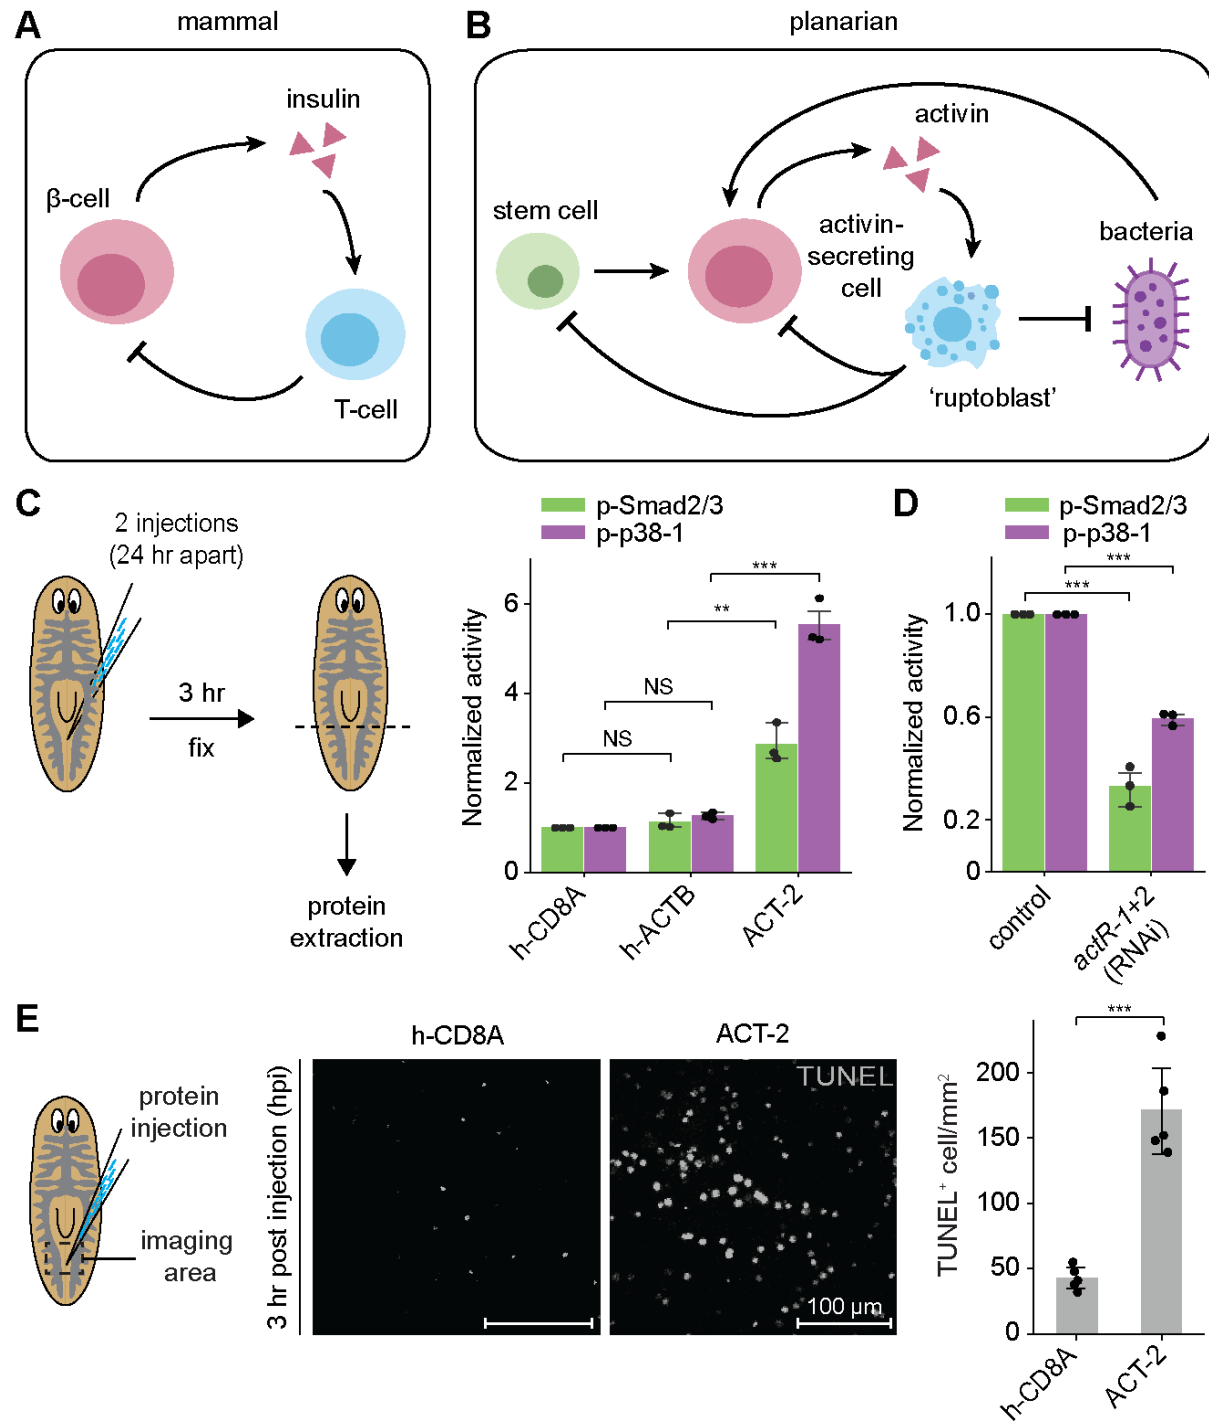 A
mammal
insulin
β-cell
T-cell
B
planarian
activin
stem cell
activin-
secreting
cell
bacteria
'ruptoblast'
C
2 injections
(24 hr apart)
3 hr
fix
protein
extraction
p-Smad2/3
p-p38-1
Normalized activity
6
4
2
0
NS
NS
**
***
h-CD8A
h-ACTB
ACT-2
D
p-Smad2/3
p-p38-1
Normalized activity
1.0
0.6
0.2
0
***
***
control
actR-1+2
(RNAi)
E
protein
injection
imaging
area
3 hr post injection (hpi)
h-CD8A
ACT-2
TUNEL
100 μm
TUNEL⁺ cell/mm²
200
150
100
50
0
***
h-CD8A
ACT-2